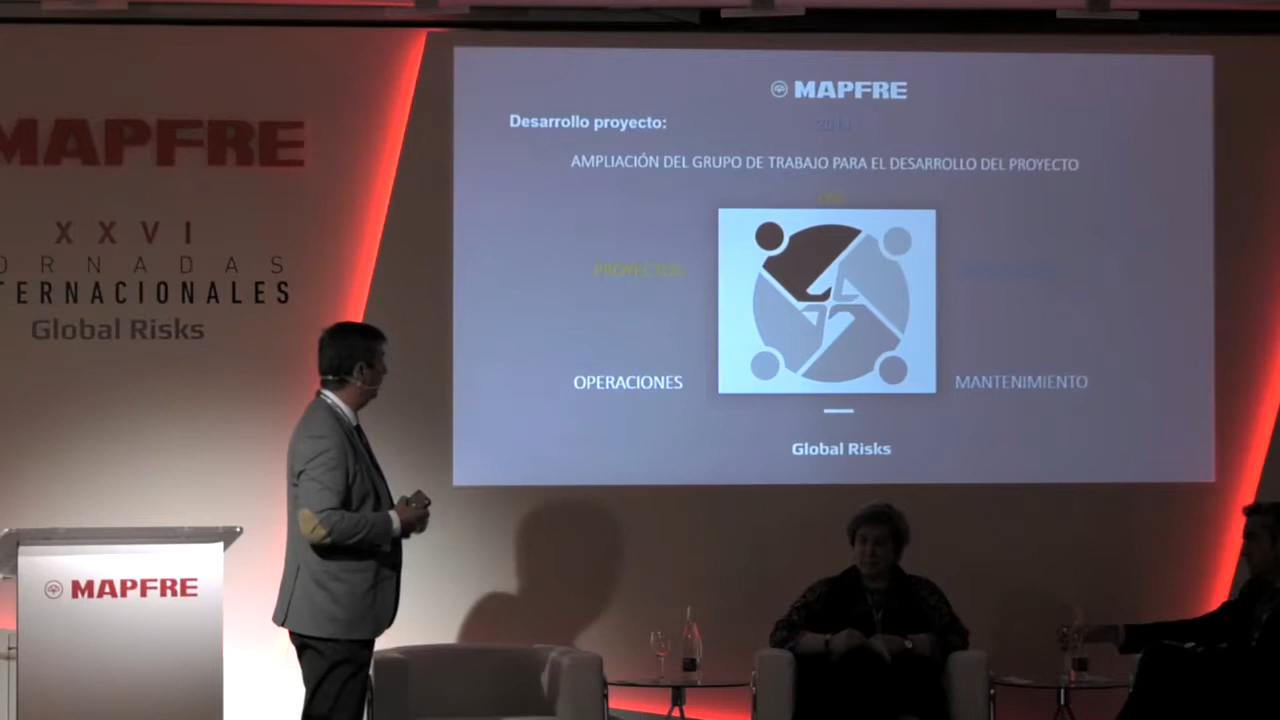 MAPFRE
XXVI
ORNADAS
TERNACIONALES
Global Risks
MAPFRE
MAPFRE
Desarrollo proyecto:
AMPLIACIÓN DEL GRUPO DE TRABAJO PARA EL DESARROLLO DEL PROYECTO
PROYECTOS
OPERACIONES
MANTENIMIENTO
Global Risks